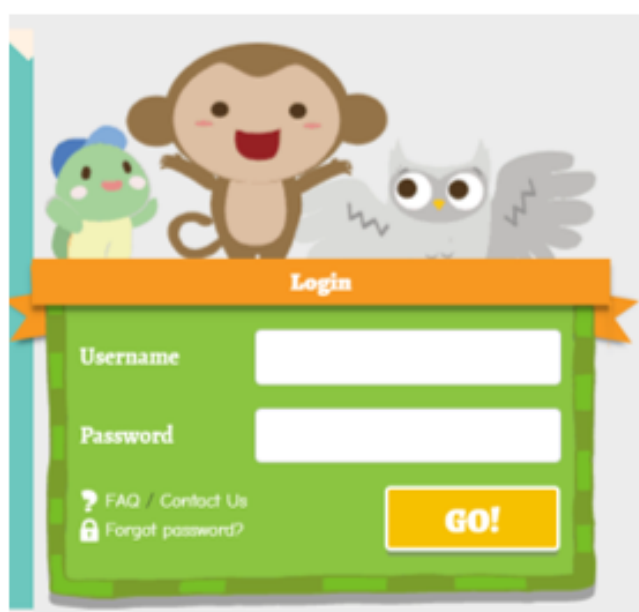 Login
Username
Password
? FAQ / Contact Us
Forgot password?
GO!